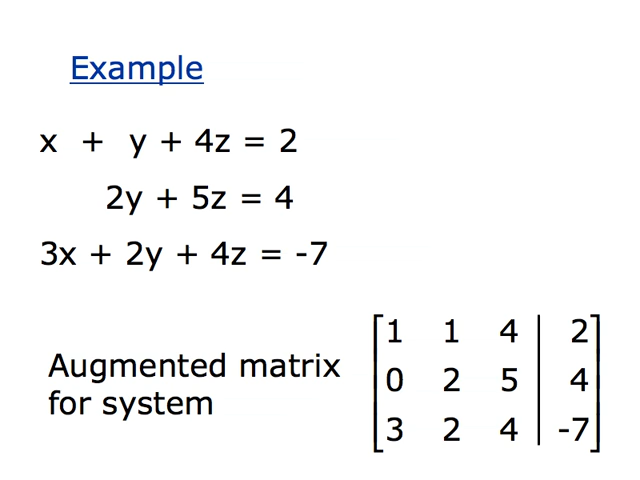 Example
x + y + 4z = 2
2y + 5z = 4
3x + 2y + 4z = -7
Augmented matrix
for system
1 1 4 2
0 2 5 4
3 2 4 -7